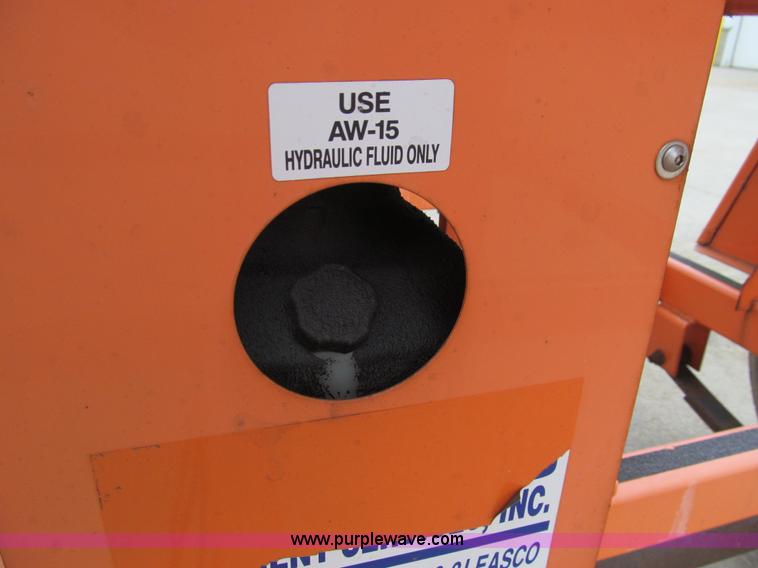 USE
AW-15
HYDRAULIC FLUID ONLY
INC.
www.purplewave.com